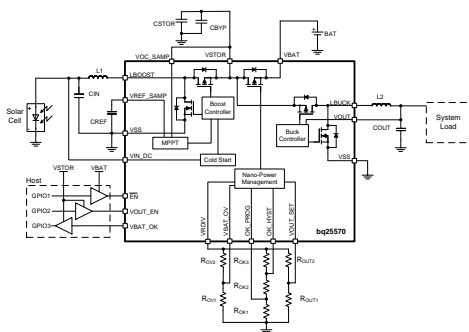 CSTOR
CBYP
BAT
VOC_SAMP
VSTOR
VBAT
L1
LBOOST
CIN
VREF_SAMP
CREF
Solar
Cell
Boost
Controller
MPPT
VSS
Cold Start
VIN_DC
Nano-Power
Management
Buck
Controller
LBUCK
L2
VOUT
COUT
System
Load
VSS
VSTOR
VBAT
Host
GPIO1
GPIO2
GPIO3
EN
VOUT_EN
VBAT_OK
VRDIV
VBAT_OV
OK_PROG
OK_HYST
VOUT_SET
bq25570
ROV2
ROK3
ROUT2
ROK2
ROV1
ROK1
ROUT1